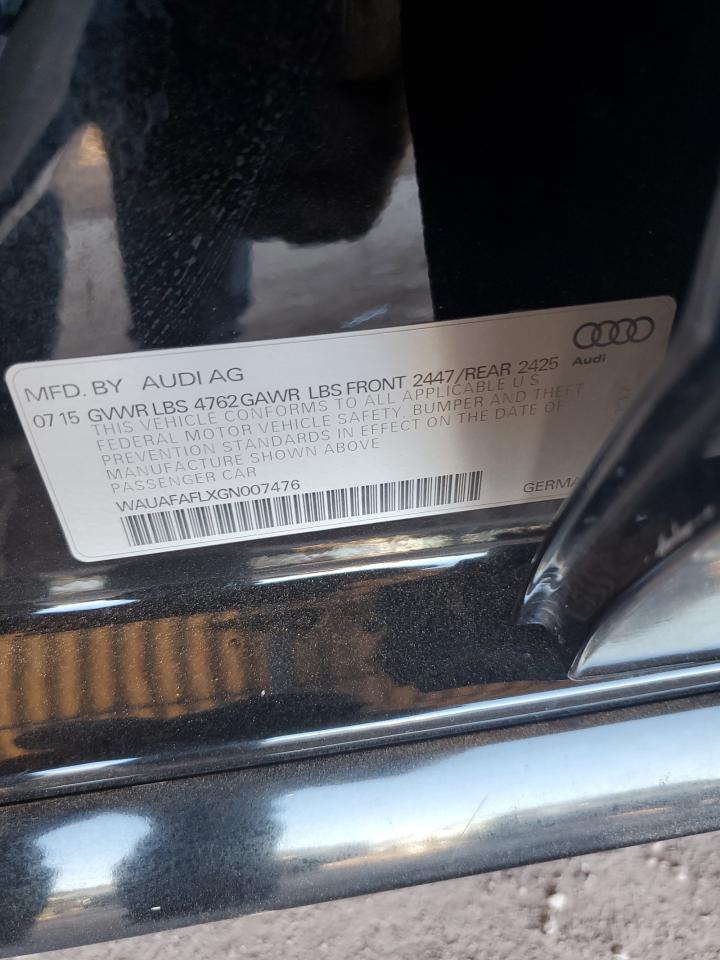 MFD. BY AUDI AG
Audi
07 15 GVWR LBS 4762 GAWR LBS FRONT 2447/REAR 2425
THIS VEHICLE CONFORMS TO ALL APPLICABLE U S
FEDERAL MOTOR VEHICLE SAFETY, BUMPER AND THEFT
PREVENTION STANDARDS IN EFFECT ON THE DATE OF
MANUFACTURE SHOWN ABOVE
PASSENGER CAR
WAUAFAFLXGN007476
GERMA